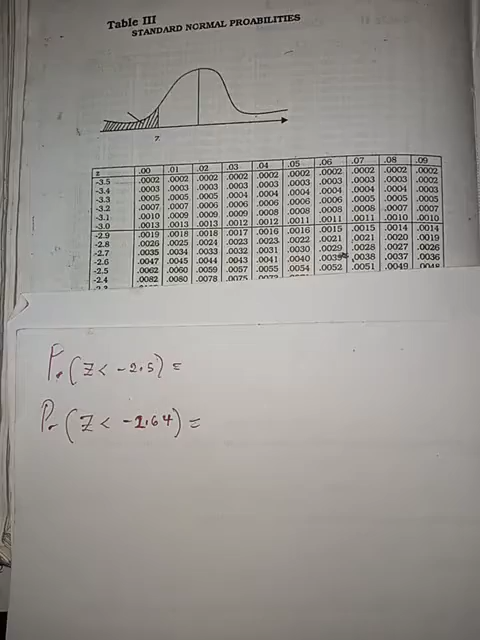 Table III
STANDARD NORMAL PROABILITIES
z
z .00 .01 .02 .03 .04 .05 .06 .07 .08 .09
-3.5 .0002 .0002 .0002 .0002 .0002 .0002 .0002 .0002 .0002 .0002
-3.4 .0003 .0003 .0003 .0003 .0003 .0003 .0003 .0003 .0003 .0002
-3.3 .0005 .0005 .0005 .0004 .0004 .0004 .0004 .0004 .0004 .0003
-3.2 .0007 .0007 .0006 .0006 .0006 .0006 .0006 .0005 .0005 .0005
-3.1 .0010 .0009 .0009 .0009 .0008 .0008 .0008 .0008 .0007 .0007
-3.0 .0013 .0013 .0013 .0012 .0012 .0011 .0011 .0011 .0010 .0010
-2.9 .0019 .0018 .0018 .0017 .0016 .0016 .0015 .0015 .0014 .0014
-2.8 .0026 .0025 .0024 .0023 .0023 .0022 .0021 .0021 .0020 .0019
-2.7 .0035 .0034 .0033 .0032 .0031 .0030 .0029 .0028 .0027 .0026
-2.6 .0047 .0045 .0044 .0043 .0041 .0040 .0039 .0038 .0037 .0036
-2.5 .0062 .0060 .0059 .0057 .0055 .0054 .0052 .0051 .0049 .0048
-2.4 .0082 .0080 .0078 .0075
Pr(Z < -2.5) =
Pr(Z < -2.64) =